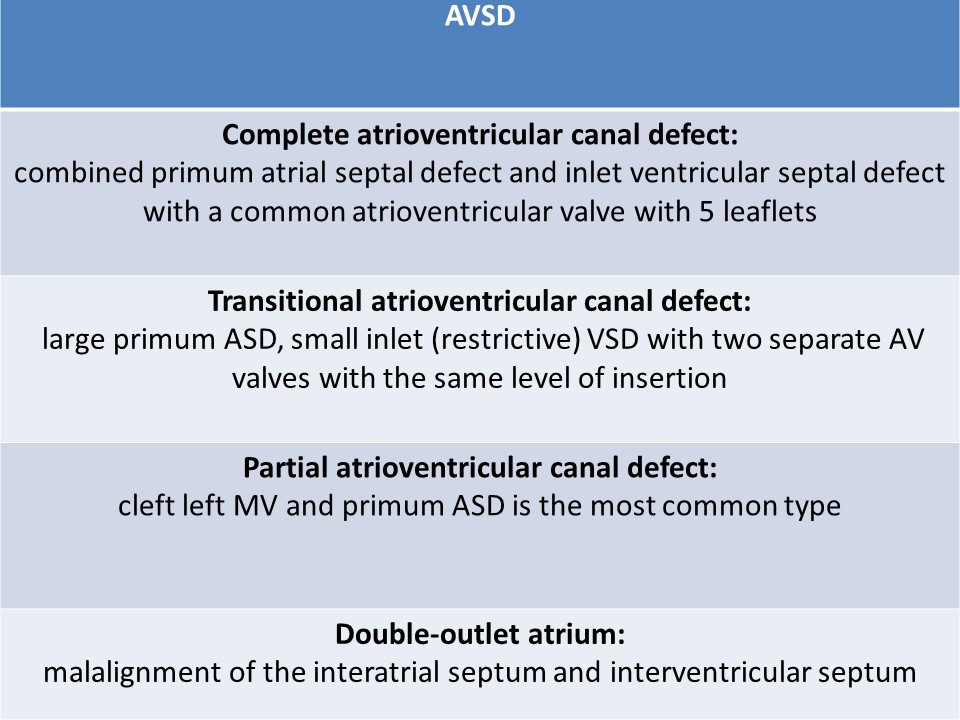 AVSD
Complete atrioventricular canal defect:
combined primum atrial septal defect and inlet ventricular septal defect
with a common atrioventricular valve with 5 leaflets
Transitional atrioventricular canal defect:
large primum ASD, small inlet (restrictive) VSD with two separate AV
valves with the same level of insertion
Partial atrioventricular canal defect:
cleft left MV and primum ASD is the most common type
Double-outlet atrium:
malalignment of the interatrial septum and interventricular septum